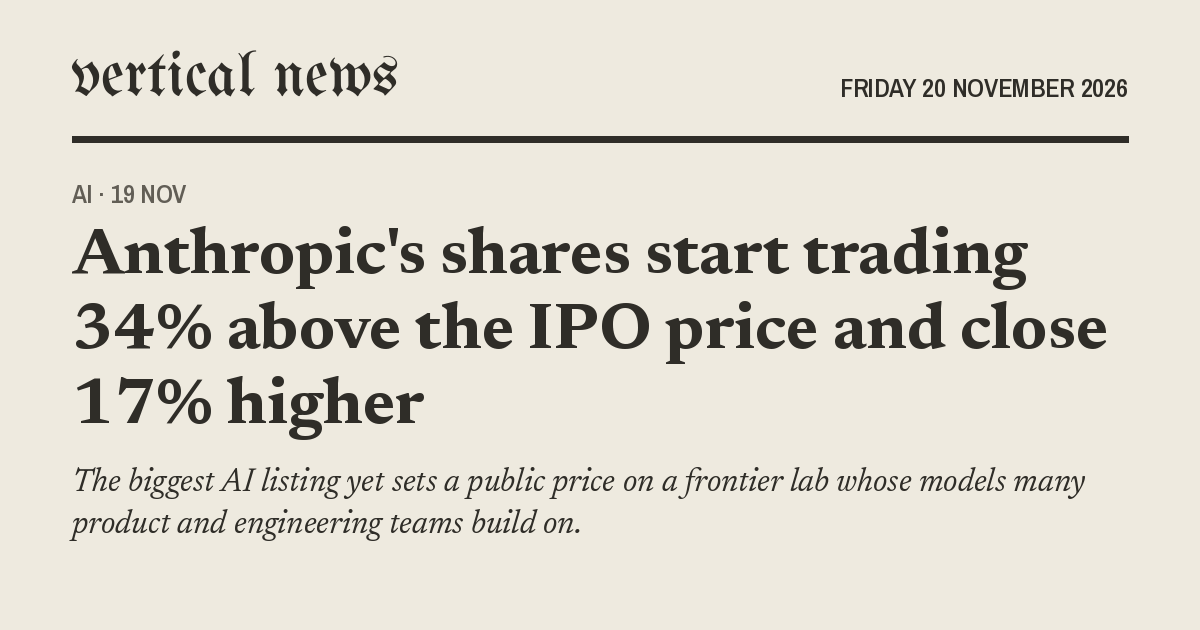 vertical news
FRIDAY 20 NOVEMBER 2026
AI · 19 NOV
Anthropic's shares start trading
34% above the IPO price and close
17% higher
The biggest AI listing yet sets a public price on a frontier lab whose models many
product and engineering teams build on.